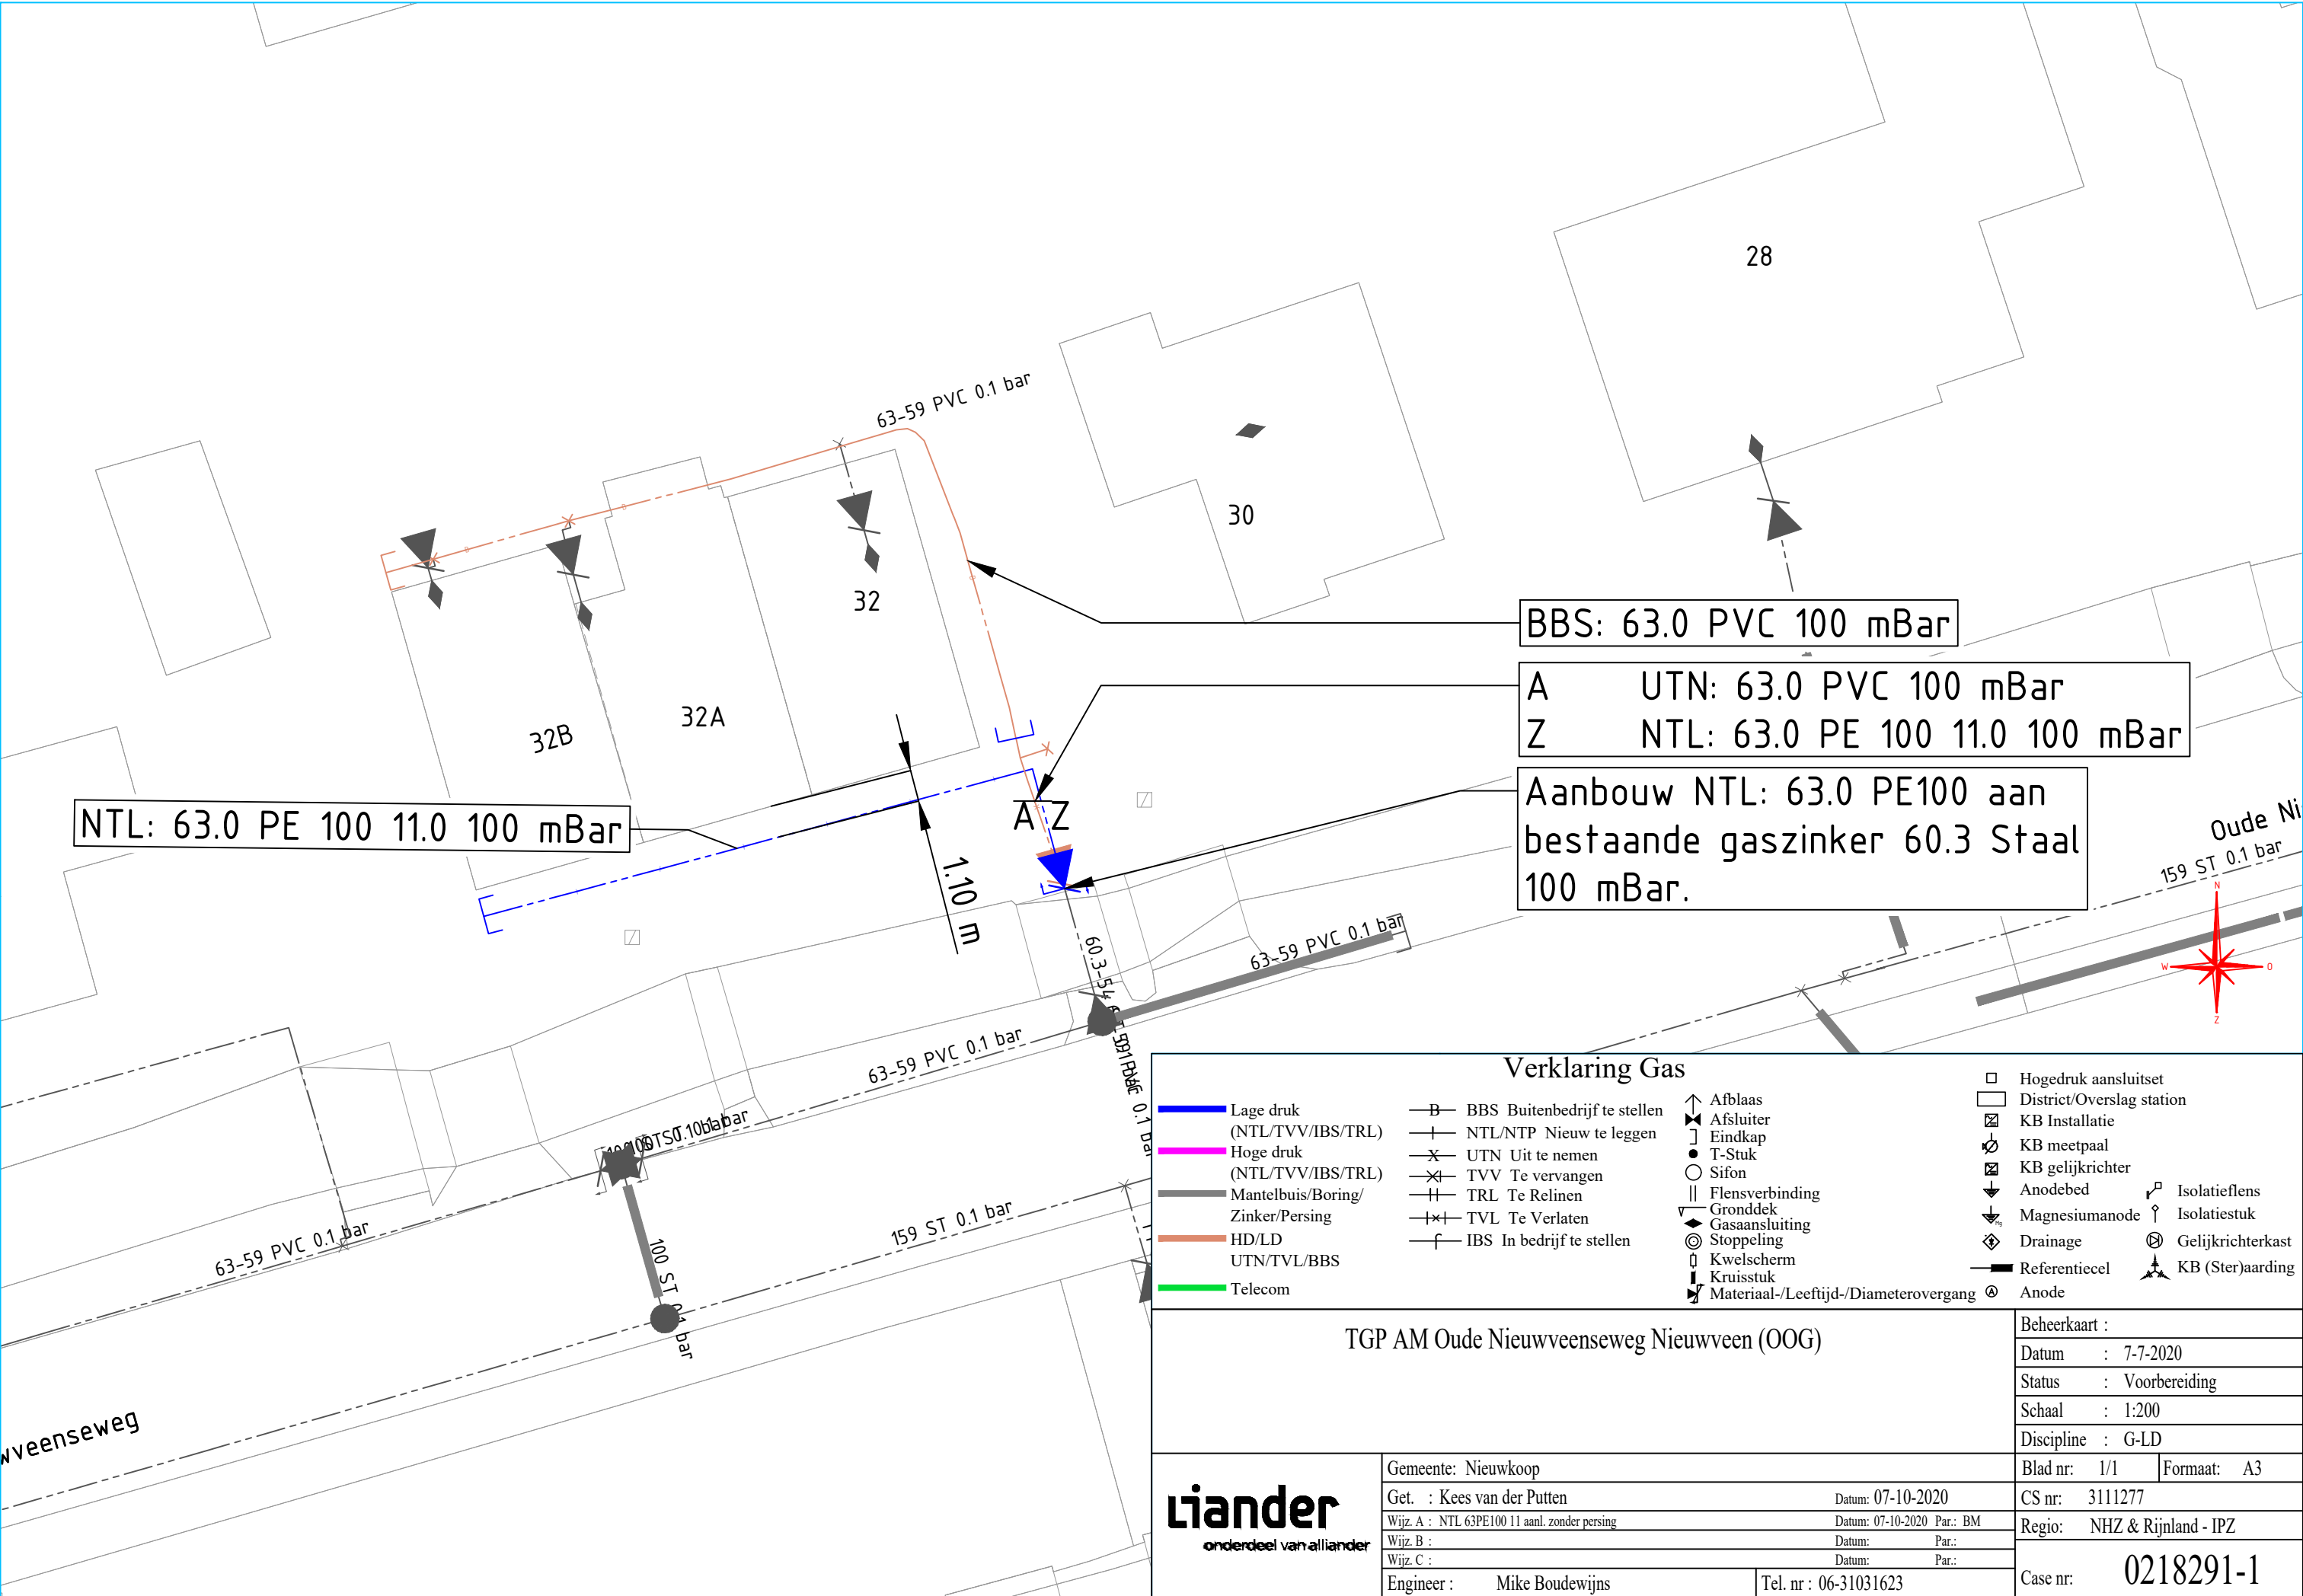 28
63-59 PVC 0.1 bar
30
32
BBS: 63.0 PVC 100 mBar
A UTN: 63.0 PVC 100 mBar
Z NTL: 63.0 PE 100 11.0 100 mBar
32A
32B
Aanbouw NTL: 63.0 PE100 aan
bestaande gaszinker 60.3 Staal
100 mBar.
NTL: 63.0 PE 100 11.0 100 mBar
A Z
1.10 m
Oude Ni
159 ST 0.1 bar
N
W O
Z
63-59 PVC 0.1 bar
63-59 PVC 0.1 bar
159 ST 0.1 bar
63-59 PVC 0.1 bar
100 ST 0.1 bar
wveenseweg
Verklaring Gas
Lage druk
(NTL/TVV/IBS/TRL)
Hoge druk
(NTL/TVV/IBS/TRL)
Mantelbuis/Boring/
Zinker/Persing
HD/LD
UTN/TVL/BBS
Telecom
B BBS Buitenbedrijf te stellen
NTL/NTP Nieuw te leggen
X UTN Uit te nemen
TVV Te vervangen
TRL Te Relinen
TVL Te Verlaten
IBS In bedrijf te stellen
Afblaas
Afsluiter
Eindkap
T-Stuk
Sifon
Flensverbinding
Gronddek
Gasaansluiting
Stoppeling
Kwelscherm
Kruisstuk
Materiaal-/Leeftijd-/Diameterovergang
Hogedruk aansluitset
District/Overslag station
KB Installatie
KB meetpaal
KB gelijkrichter
Anodebed
Magnesiumanode
Drainage
Referentiecel
Anode
Isolatieflens
Isolatiestuk
Gelijkrichterkast
KB (Ster)aarding
TGP AM Oude Nieuwveenseweg Nieuwveen (OOG)
Beheerkaart :
Datum : 7-7-2020
Status : Voorbereiding
Schaal : 1:200
Discipline : G-LD
Blad nr: 1/1 Formaat: A3
CS nr: 3111277
Regio: NHZ & Rijnland - IPZ
Case nr: 0218291-1
Liander
onderdeel van alliander
Gemeente: Nieuwkoop
Get. : Kees van der Putten Datum: 07-10-2020
Wijz. A : NTL 63PE100 11 aanl. zonder persing Datum: 07-10-2020 Par.: BM
Wijz. B : Datum: Par.:
Wijz. C : Datum: Par.:
Engineer : Mike Boudewijns Tel. nr : 06-31031623